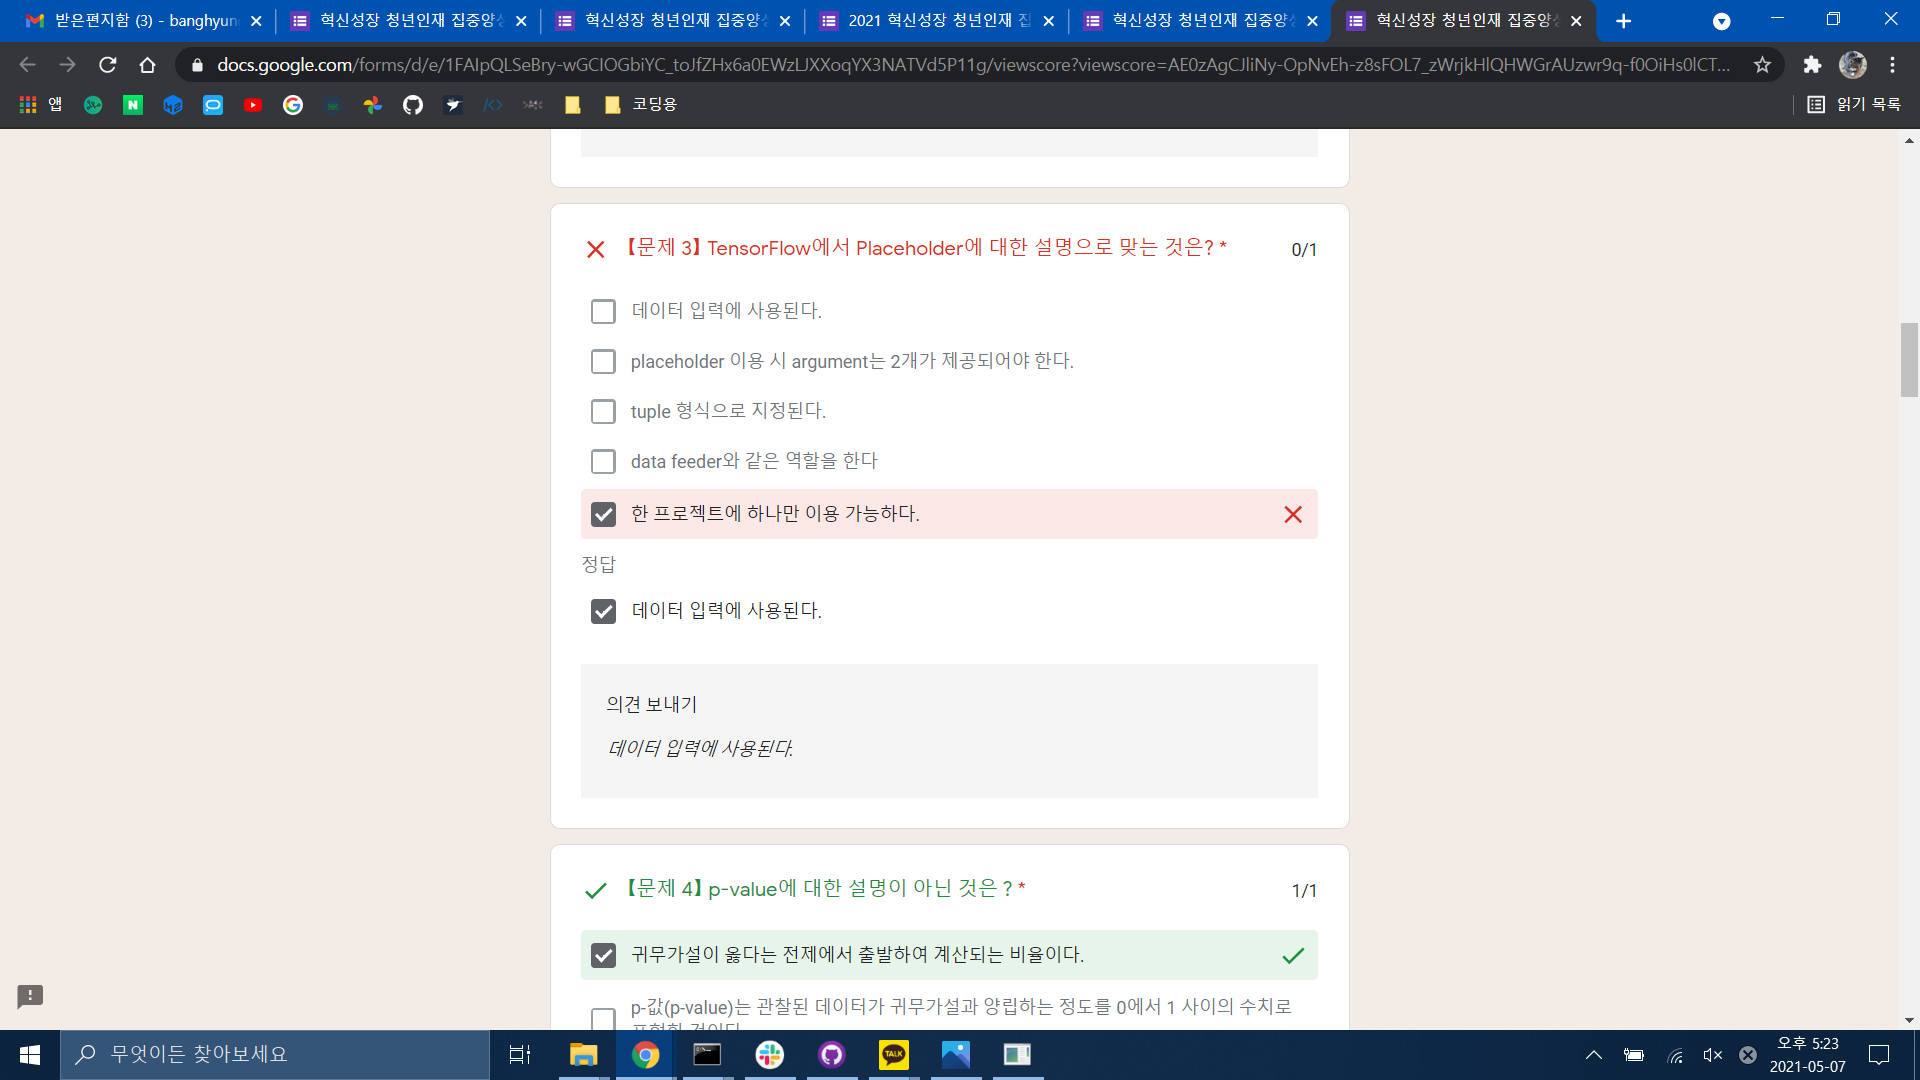 받은편지함 (3) - banghyun
혁신성장 청년인재 집중양성
혁신성장 청년인재 집중양성
2021 혁신성장 청년인재 집
혁신성장 청년인재 집중양성
혁신성장 청년인재 집중양성
docs.google.com/forms/d/e/1FAIpQLSeBry-wGCIOGbiYC_toJfZHx6a0EWzLJXXoqYX3NATVd5P11g/viewscore?viewscore=AE0zAgCJliNy-OpNvEh-z8sFOL7_zWrjkHlQHWGrAUzwr9q-f0OiHs0lCT...
앱
코딩용
읽기 목록
【문제 3】 TensorFlow에서 Placeholder에 대한 설명으로 맞는 것은? *
0/1
데이터 입력에 사용된다.
placeholder 이용 시 argument는 2개가 제공되어야 한다.
tuple 형식으로 지정된다.
data feeder와 같은 역할을 한다
한 프로젝트에 하나만 이용 가능하다.
정답
데이터 입력에 사용된다.
의견 보내기
데이터 입력에 사용된다.
【문제 4】 p-value에 대한 설명이 아닌 것은 ? *
1/1
귀무가설이 옳다는 전제에서 출발하여 계산되는 비율이다.
p-값(p-value)는 관찰된 데이터가 귀무가설과 양립하는 정도를 0에서 1 사이의 수치로
무엇이든 찾아보세요
TALK
오후 5:23
2021-05-07